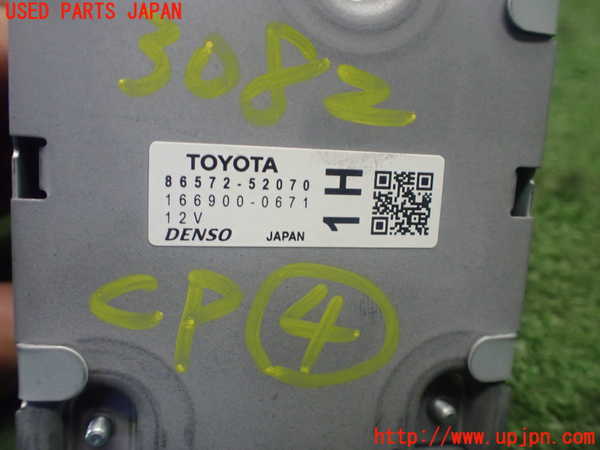 USED PARTS JAPAN
3082
TOYOTA
86572-52070
166900-0671
12V
DENSO JAPAN
1H
CP 4
http://www.upjpn.com/